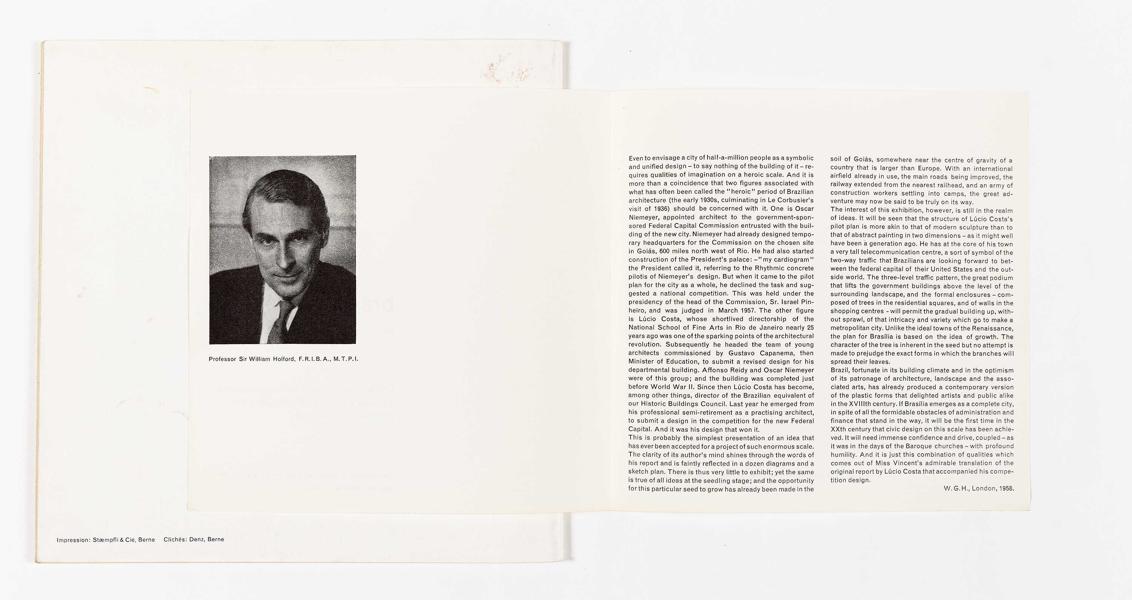 Professor Sir William Holford, F.R.I.B.A., M.T.P.I.
Impression: Stæmpfli & Cie, Berne Clichés: Denz, Berne
Even to envisage a city of half-a-million people as a symbolic
and unified design – to say nothing of the building of it – re-
quires qualities of imagination on a heroic scale. And it is
more than a coincidence that two figures associated with
what has often been called the "heroic" period of Brazilian
architecture (the early 1930s, culminating in Le Corbusier's
visit of 1936) should be concerned with it. One is Oscar
Niemeyer, appointed architect to the government-spon-
sored Federal Capital Commission entrusted with the buil-
ding of the new city. Niemeyer had already designed tempo-
rary headquarters for the Commission on the chosen site
in Goiás, 600 miles north west of Rio. He had also started
construction of the President's palace: –"my cardiogram"
the President called it, referring to the Rhythmic concrete
pilotis of Niemeyer's design. But when it came to the pilot
plan for the city as a whole, he declined the task and sug-
gested a national competition. This was held under the
presidency of the head of the Commission, Sr. Israel Pin-
heiro, and was judged in March 1957. The other figure
is Lúcio Costa, whose shortlived directorship of the
National School of Fine Arts in Rio de Janeiro nearly 25
years ago was one of the sparking points of the architectural
revolution. Subsequently he headed the team of young
architects commissioned by Gustavo Capanema, then
Minister of Education, to submit a revised design for his
departmental building. Affonso Reidy and Oscar Niemeyer
were of this group; and the building was completed just
before World War II. Since then Lúcio Costa has become,
among other things, director of the Brazilian equivalent of
our Historic Buildings Council. Last year he emerged from
his professional semi-retirement as a practising architect,
to submit a design in the competition for the new Federal
Capital. And it was his design that won it.
This is probably the simplest presentation of an idea that
has ever been accepted for a project of such enormous scale.
The clarity of its author's mind shines through the words of
his report and is faintly reflected in a dozen diagrams and a
sketch plan. There is thus very little to exhibit; yet the same
is true of all ideas at the seedling stage; and the opportunity
for this particular seed to grow has already been made in the
soil of Goiás, somewhere near the centre of gravity of a
country that is larger than Europe. With an international
airfield already in use, the main roads being improved, the
railway extended from the nearest railhead, and an army of
construction workers settling into camps, the great ad-
venture may now be said to be truly on its way.
The interest of this exhibition, however, is still in the realm
of ideas. It will be seen that the structure of Lúcio Costa's
pilot plan is more akin to that of modern sculpture than to
that of abstract painting in two dimensions – as it might well
have been a generation ago. He has at the core of his town
a very tall telecommunication centre, a sort of symbol of the
two-way traffic that Brazilians are looking forward to bet-
ween the federal capital of their United States and the out-
side world. The three-level traffic pattern, the great podium
that lifts the government buildings above the level of the
surrounding landscape, and the formal enclosures – com-
posed of trees in the residential squares, and of walls in the
shopping centres – will permit the gradual building up, with-
out sprawl, of that intricacy and variety which go to make a
metropolitan city. Unlike the ideal towns of the Renaissance,
the plan for Brasília is based on the idea of growth. The
character of the tree is inherent in the seed but no attempt is
made to prejudge the exact forms in which the branches will
spread their leaves.
Brazil, fortunate in its building climate and in the optimism
of its patronage of architecture, landscape and the asso-
ciated arts, has already produced a contemporary version
of the plastic forms that delighted artists and public alike
in the XVIIIth century. If Brasília emerges as a complete city,
in spite of all the formidable obstacles of administration and
finance that stand in the way, it will be the first time in the
XXth century that civic design on this scale has been achie-
ved. It will need immense confidence and drive, coupled – as
it was in the days of the Baroque churches – with profound
humility. And it is just this combination of qualities which
comes out of Miss Vincent's admirable translation of the
original report by Lúcio Costa that accompanied his compe-
tition design.
W.G.H., London, 1958.